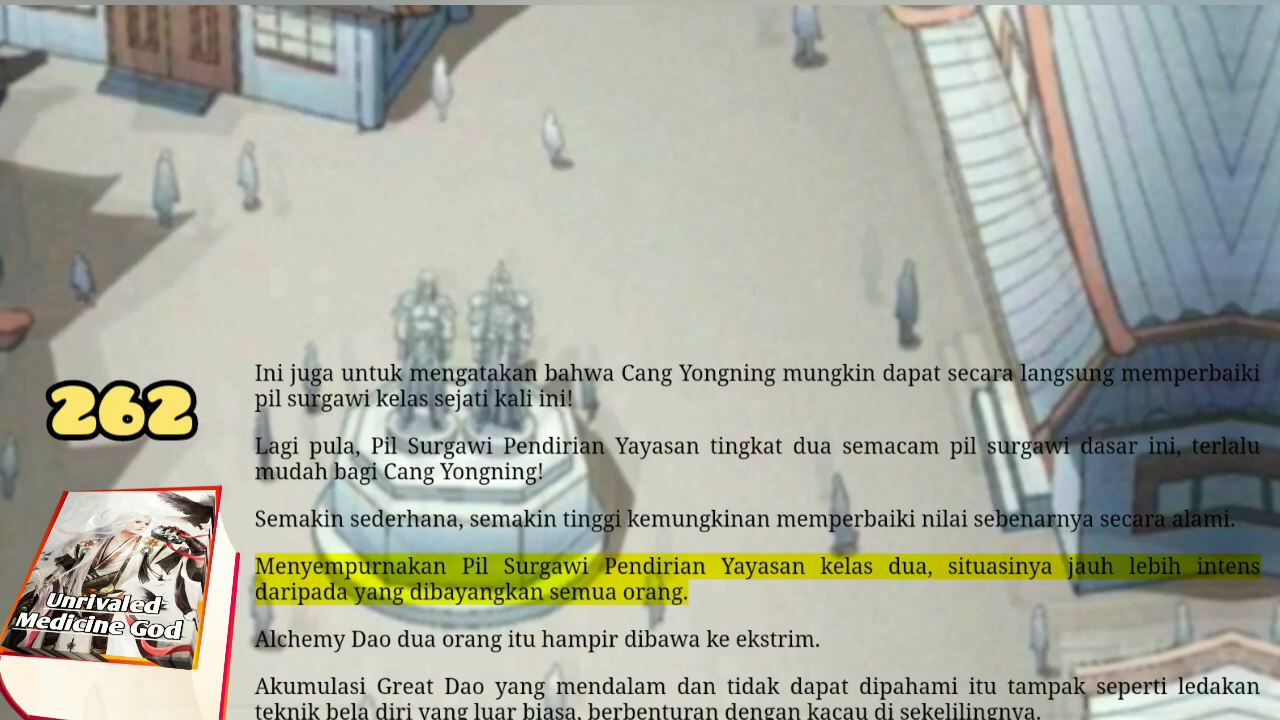 Ini juga untuk mengatakan bahwa Cang Yongning mungkin dapat secara langsung memperbaiki
pil surgawi kelas sejati kali ini!
262
Lagi pula, Pil Surgawi Pendirian Yayasan tingkat dua semacam pil surgawi dasar ini, terlalu
mudah bagi Cang Yongning!
Semakin sederhana, semakin tinggi kemungkinan memperbaiki nilai sebenarnya secara alami.
Menyempurnakan Pil Surgawi Pendirian Yayasan kelas dua, situasinya jauh lebih intens
daripada yang dibayangkan semua orang.
Unrivaled
Medicine God
Alchemy Dao dua orang itu hampir dibawa ke ekstrim.
Akumulasi Great Dao yang mendalam dan tidak dapat dipahami itu tampak seperti ledakan
teknik bela diri yang luar biasa, berbenturan dengan kacau di sekelilingnya.